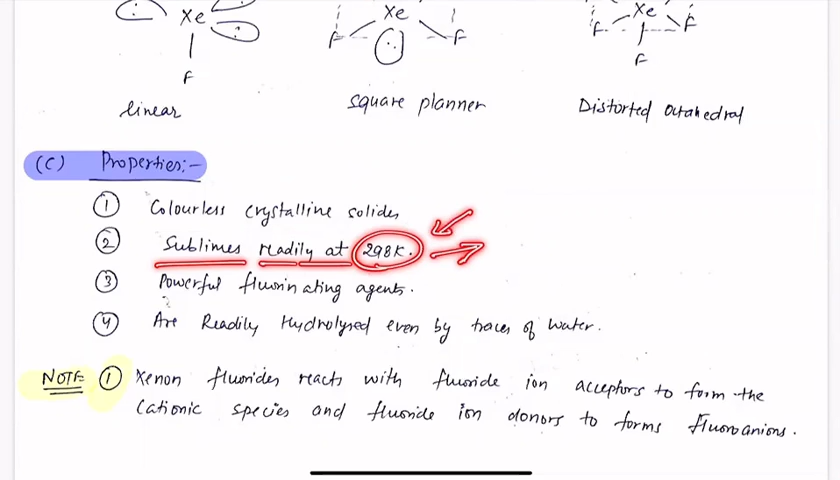 Xe Xe Xe
F F F F F
F F
linear square planner Distorted Octahedral
(C) Properties:-
① Colourless crystalline solids
② Sublimes readily at 298K.
③ Powerful fluorinating agents.
④ Are Readily Hydrolysed even by traces of water.
NOTE ① Xenon fluorides reacts with fluoride ion acceptors to form the
Cationic species and fluoride ion donors to forms fluoroanions.